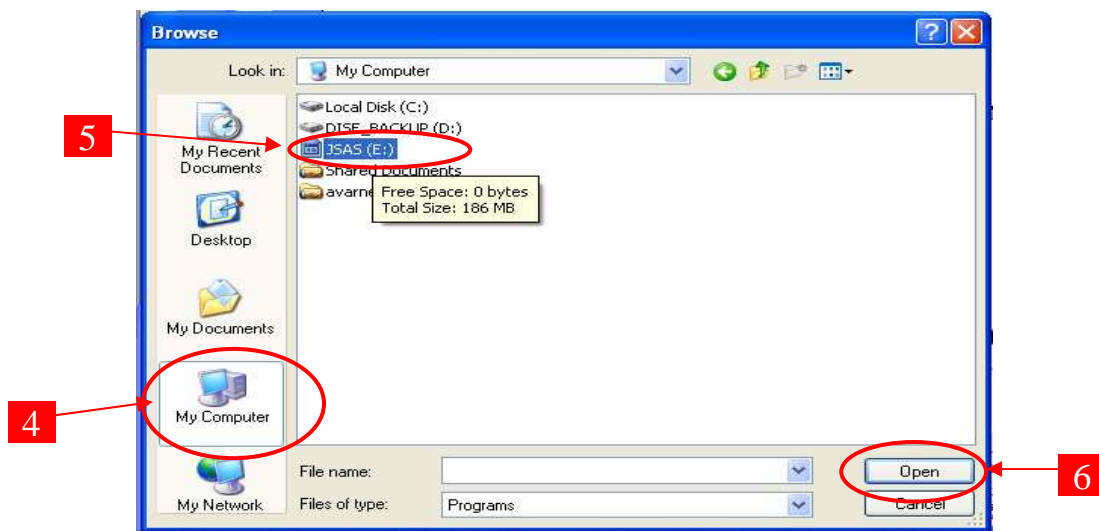 Browse
Look in:
My Computer
Local Disk (C:)
DISE_BACKUP (D:)
5
JSAS (E:)
My Recent
Documents
Shared Documents
Free Space: 0 bytes
Total Size: 186 MB
Desktop
My Documents
4
My Computer
File name:
Open
6
My Network
Files of type:
Programs
Cancel